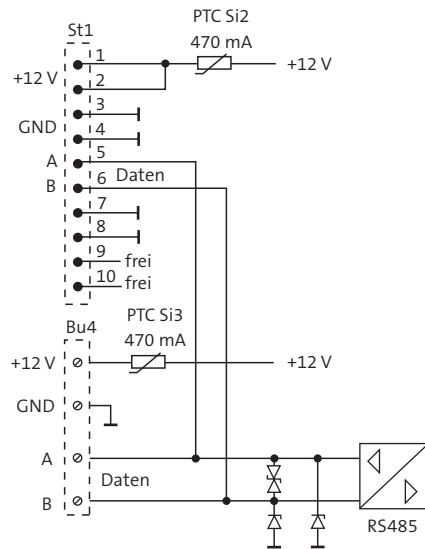 PTC Si2
St1
470 mA
1
+12 V
+12 V
2
3
GND
4
A
5
Daten
B
6
7
8
9
frei
10
frei
Bu4
PTC Si3
470 mA
+12 V
+12 V
GND
A
Daten
B
RS485